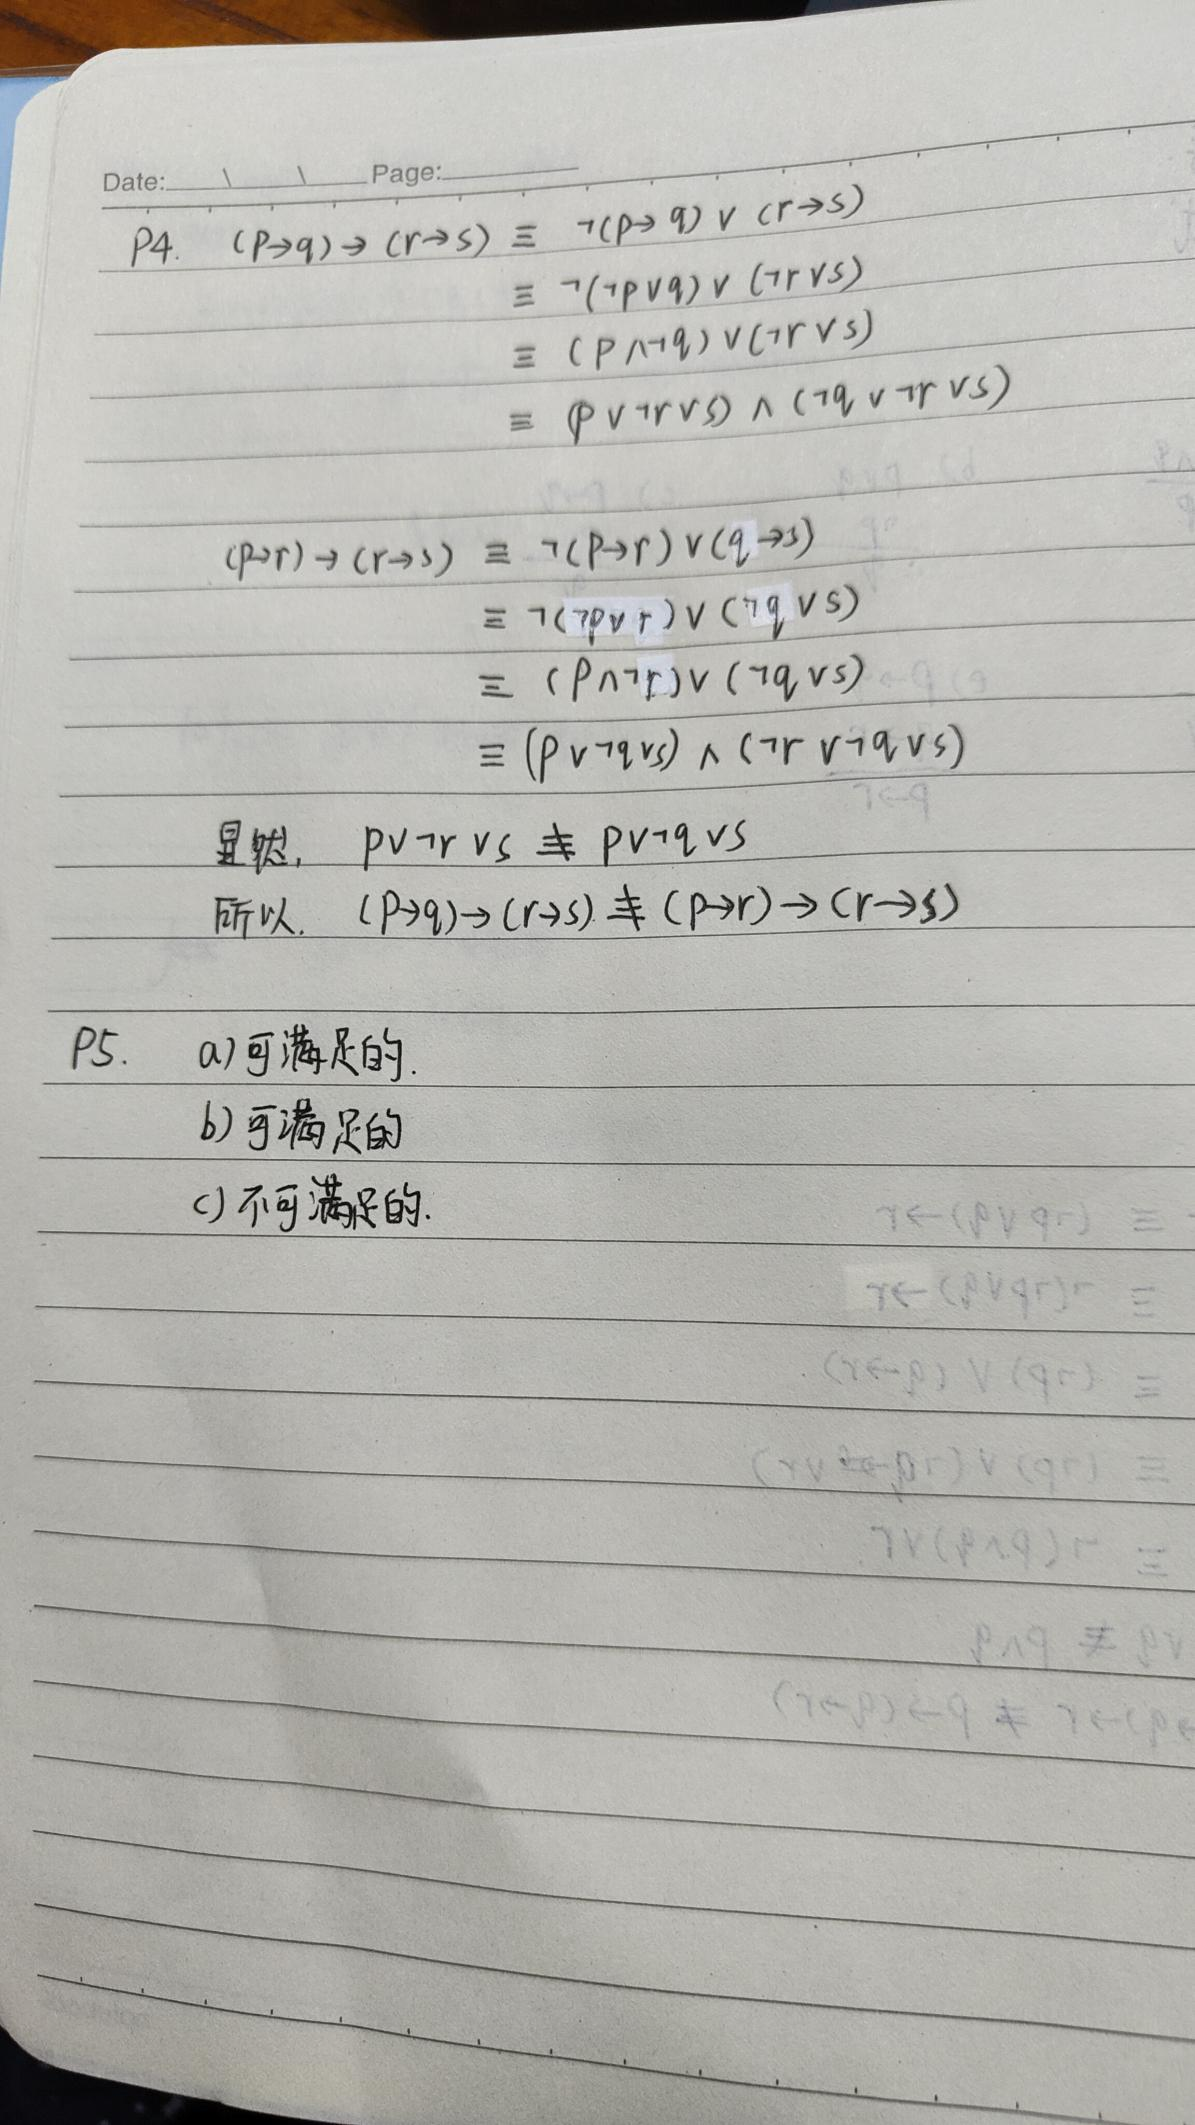 Date: \ \ Page:
P4. (p→q)→(r→s) ≡ ¬(p→q)∨(r→s)
≡ ¬(¬p∨q)∨(¬r∨s)
≡ (p∧¬q)∨(¬r∨s)
≡ (p∨¬r∨s)∧(¬q∨¬r∨s)
(p→r)→(r→s) ≡ ¬(p→r)∨(q→s)
≡ ¬(¬p∨r)∨(¬q∨s)
≡ (p∧¬r)∨(¬q∨s)
≡ (p∨¬q∨s)∧(¬r∨¬q∨s)
显然, p∨¬r∨s ≢ p∨¬q∨s
所以. (p→q)→(r→s) ≢ (p→r)→(r→s)
P5. a)可满足的.
b)可满足的
c)不可满足的.